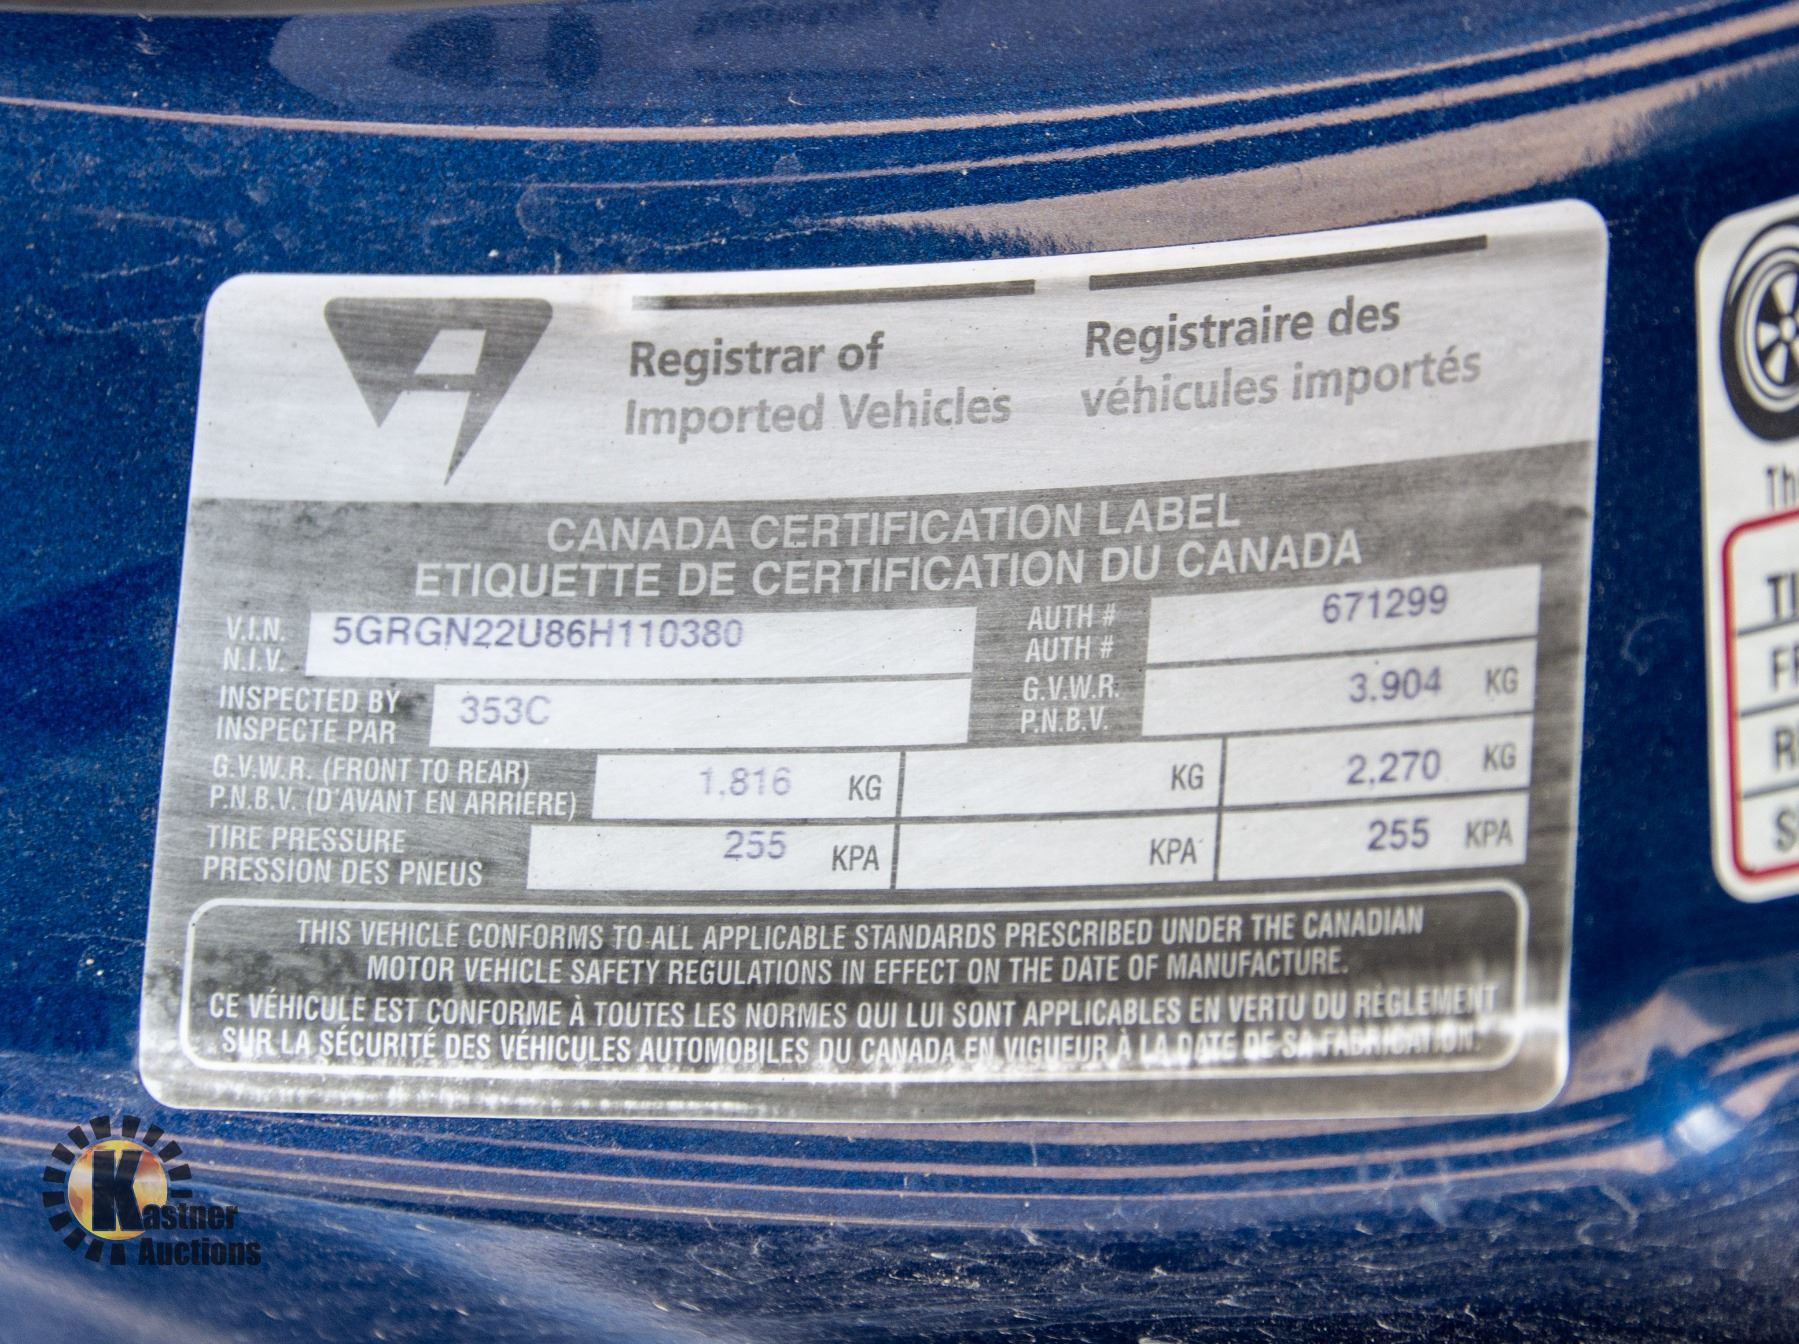 Registrar of
Imported Vehicles
Registraire des
véhicules importés
CANADA CERTIFICATION LABEL
ETIQUETTE DE CERTIFICATION DU CANADA
V.I.N.
N.I.V.
5GRGN22U86H110380
AUTH #
AUTH #
671299
INSPECTED BY
INSPECTE PAR
353C
G.V.W.R.
P.N.B.V.
3,904 KG
G.V.W.R. (FRONT TO REAR)
P.N.B.V. (D'AVANT EN ARRIERE)
1,816 KG KG 2,270 KG
TIRE PRESSURE
PRESSION DES PNEUS
255 KPA KPA 255 KPA
THIS VEHICLE CONFORMS TO ALL APPLICABLE STANDARDS PRESCRIBED UNDER THE CANADIAN
MOTOR VEHICLE SAFETY REGULATIONS IN EFFECT ON THE DATE OF MANUFACTURE.
CE VÉHICULE EST CONFORME À TOUTES LES NORMES QUI LUI SONT APPLICABLES EN VERTU DU RÈGLEMENT
SUR LA SÉCURITÉ DES VÉHICULES AUTOMOBILES DU CANADA EN VIGUEUR À LA DATE DE SA FABRICATION.
Kastner
Auctions